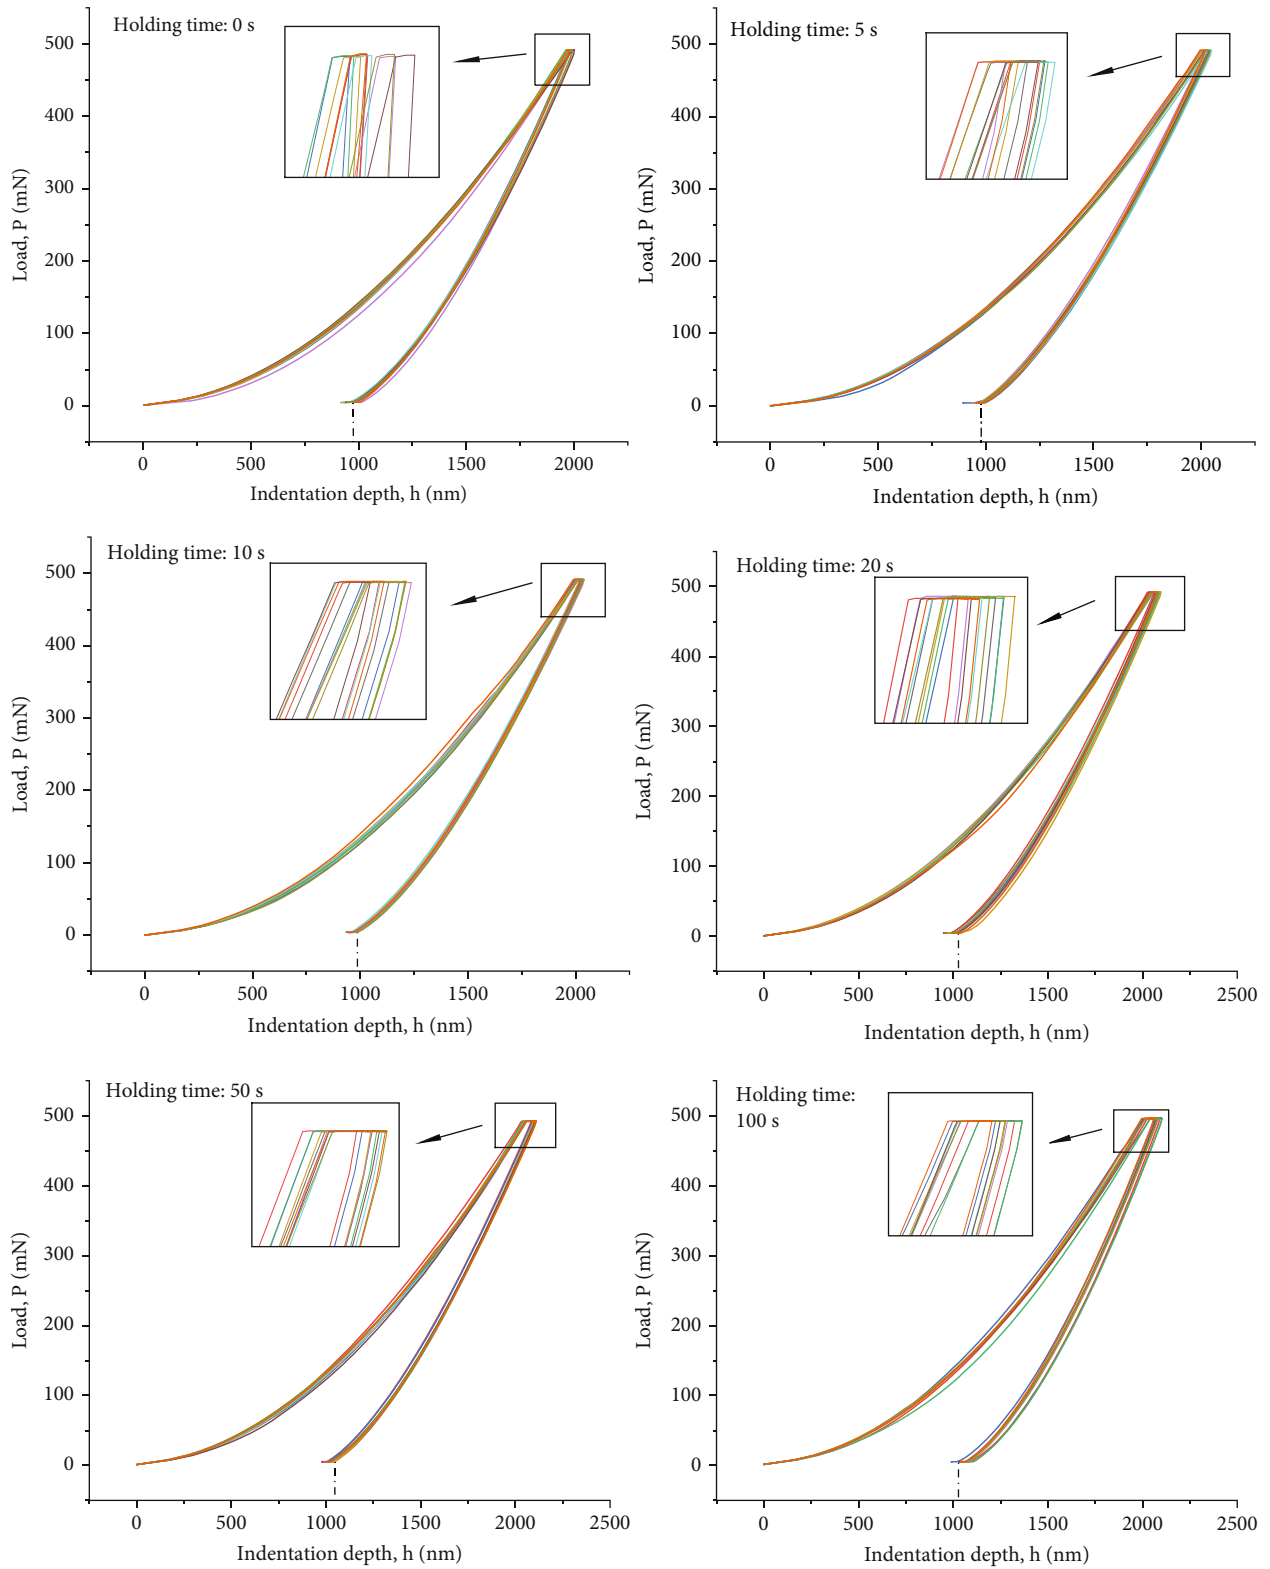 Holding time: 0 s
500
400
300
200
100
0
Load, P (mN)
0 500 1000 1500 2000
Indentation depth, h (nm)
Holding time: 5 s
500
400
300
200
100
0
Load, P (mN)
0 500 1000 1500 2000
Indentation depth, h (nm)
Holding time: 10 s
500
400
300
200
100
0
Load, P (mN)
0 500 1000 1500 2000
Indentation depth, h (nm)
Holding time: 20 s
500
400
300
200
100
0
Load, P (mN)
0 500 1000 1500 2000 2500
Indentation depth, h (nm)
Holding time: 50 s
500
400
300
200
100
0
Load, P (mN)
0 500 1000 1500 2000 2500
Indentation depth, h (nm)
Holding time:
100 s
500
400
300
200
100
0
Load, P (mN)
0 500 1000 1500 2000 2500
Indentation depth, h (nm)